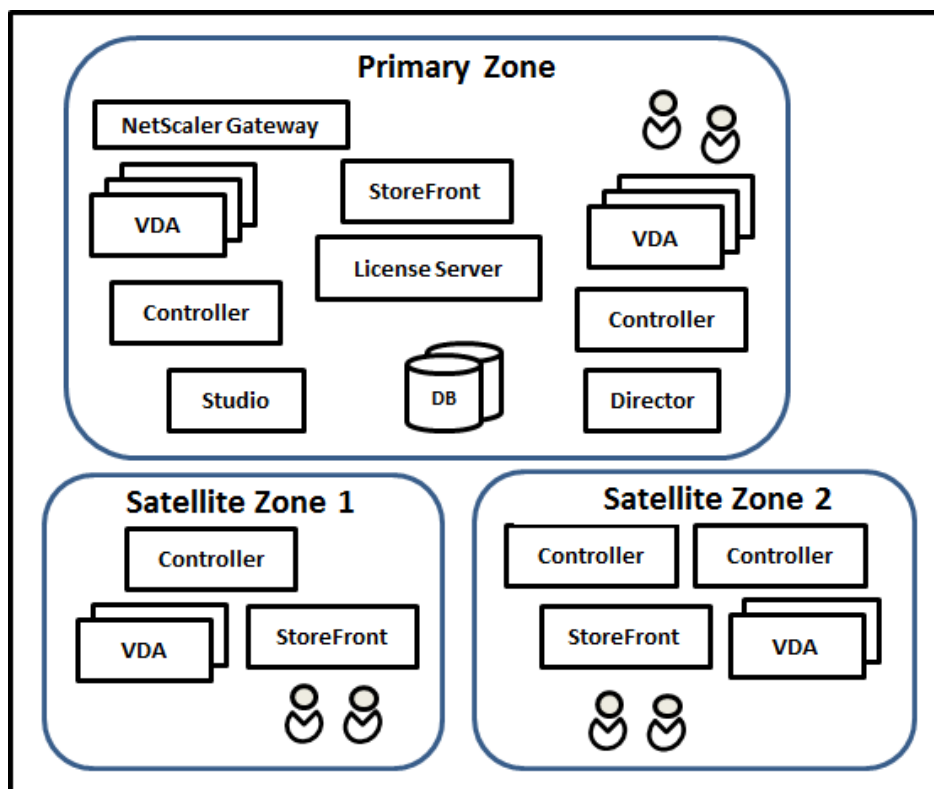 Primary Zone
NetScaler Gateway
StoreFront
VDA
VDA
License Server
Controller
Controller
Studio
DB
Director
Satellite Zone 1
Controller
VDA
StoreFront
Satellite Zone 2
Controller
Controller
StoreFront
VDA